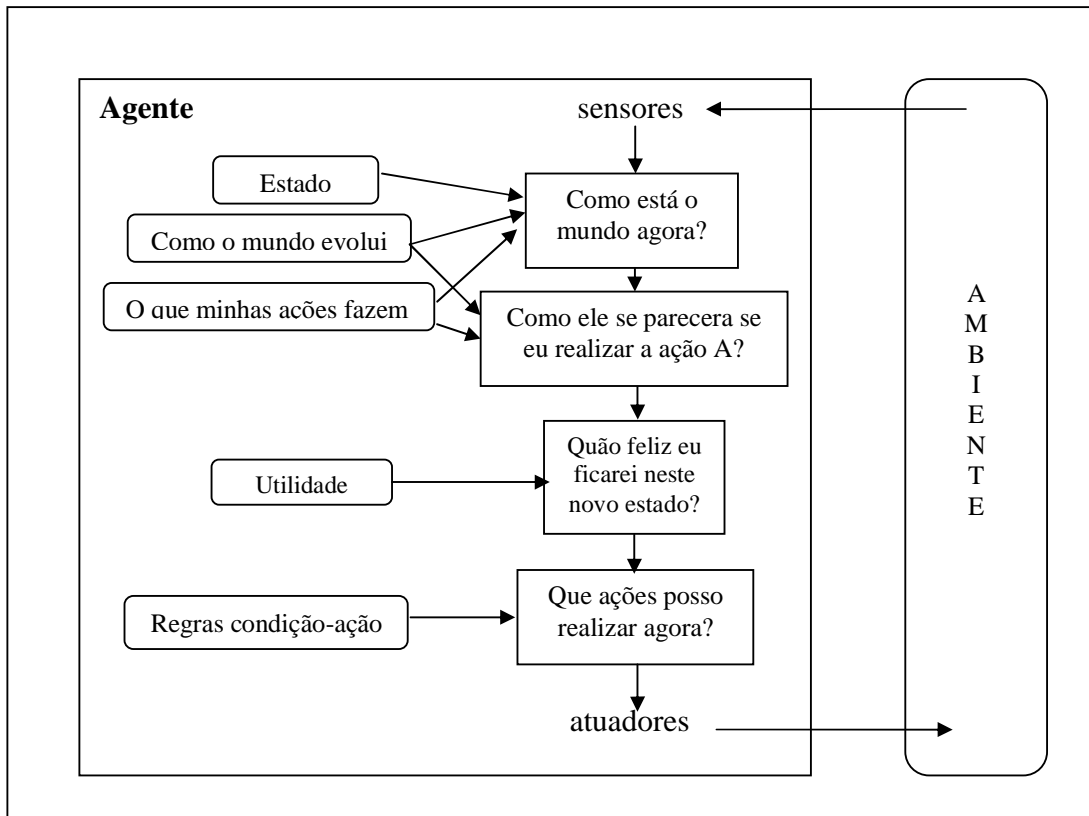 Agente
sensores
Estado
Como está o
mundo agora?
Como o mundo evolui
O que minhas ações fazem
Como ele se parecera se
eu realizar a ação A?
Quão feliz eu
ficarei neste
novo estado?
Utilidade
Que ações posso
realizar agora?
Regras condição-ação
atuadores
A
M
B
I
E
N
T
E